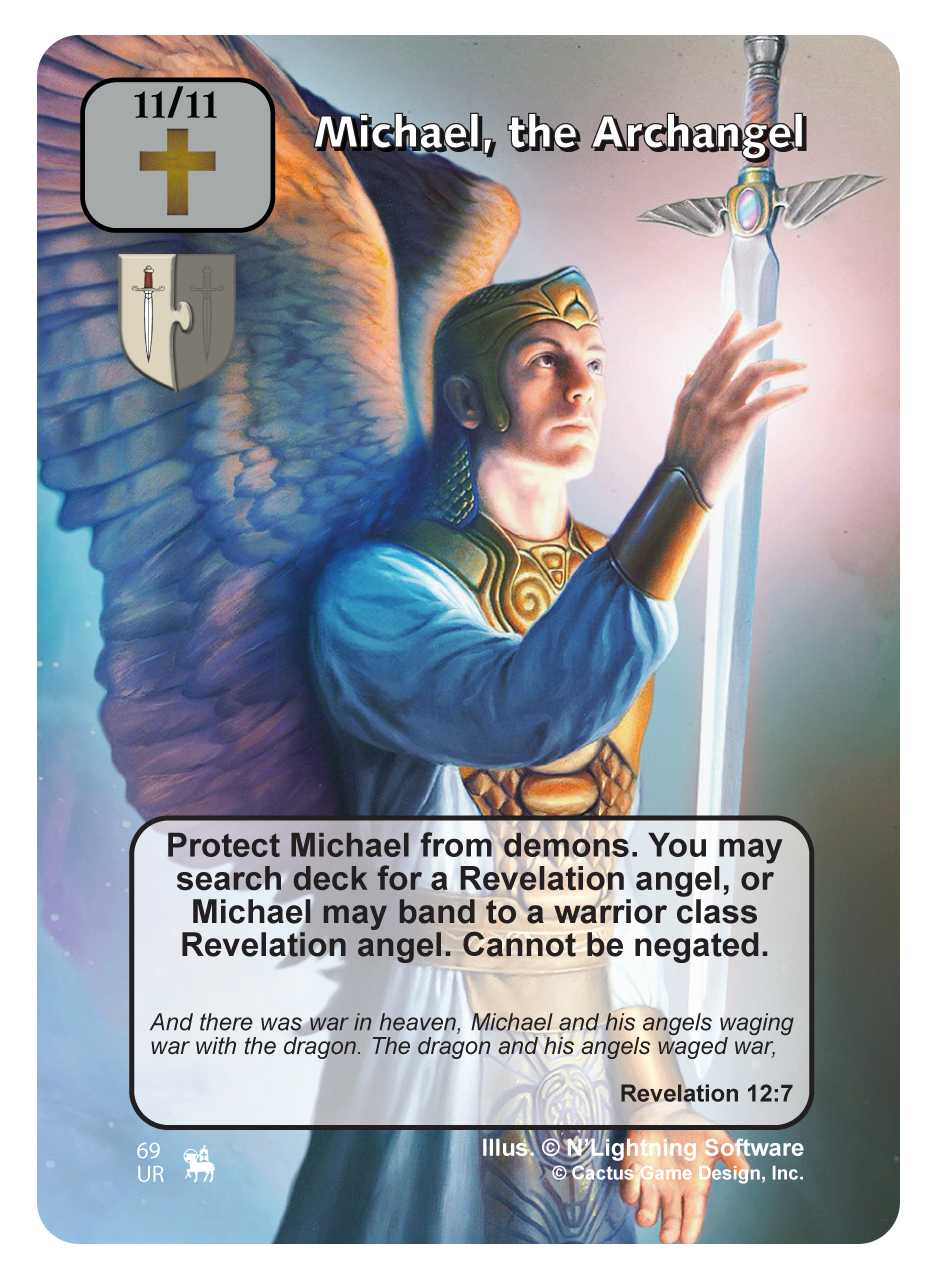 11/11
Michael, the Archangel
Protect Michael from demons. You may
search deck for a Revelation angel, or
Michael may band to a warrior class
Revelation angel. Cannot be negated.
And there was war in heaven, Michael and his angels waging
war with the dragon. The dragon and his angels waged war,
Revelation 12:7
69
UR
Illus. © N'Lightning Software
© Cactus Game Design, Inc.